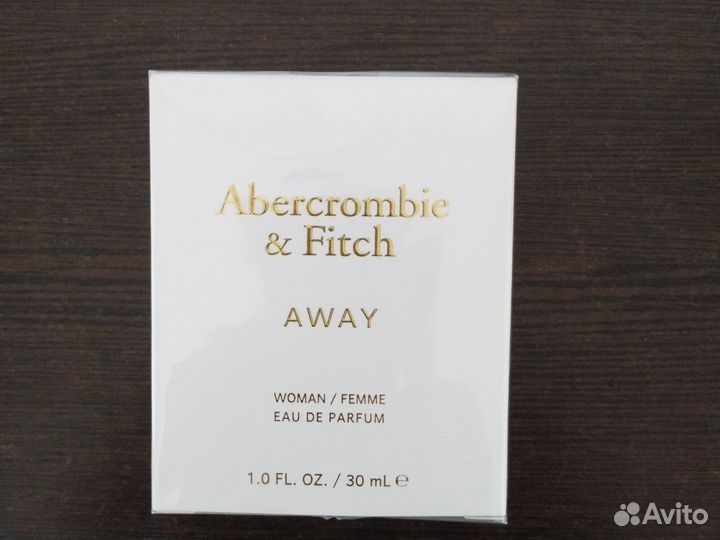 Abercrombie
& Fitch
AWAY
WOMAN / FEMME
EAU DE PARFUM
1.0 FL. OZ. / 30 mL ℮
Avito